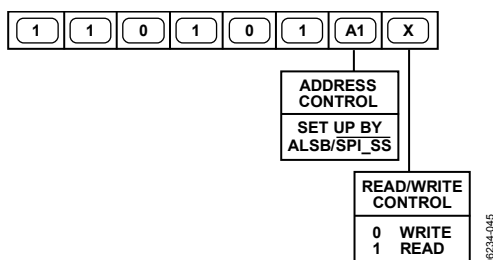 1 1 0 1 0 1 A1 X
ADDRESS
CONTROL
SET UP BY
ALSB/SPI_SS
READ/WRITE
CONTROL
0 WRITE
1 READ
6234-045